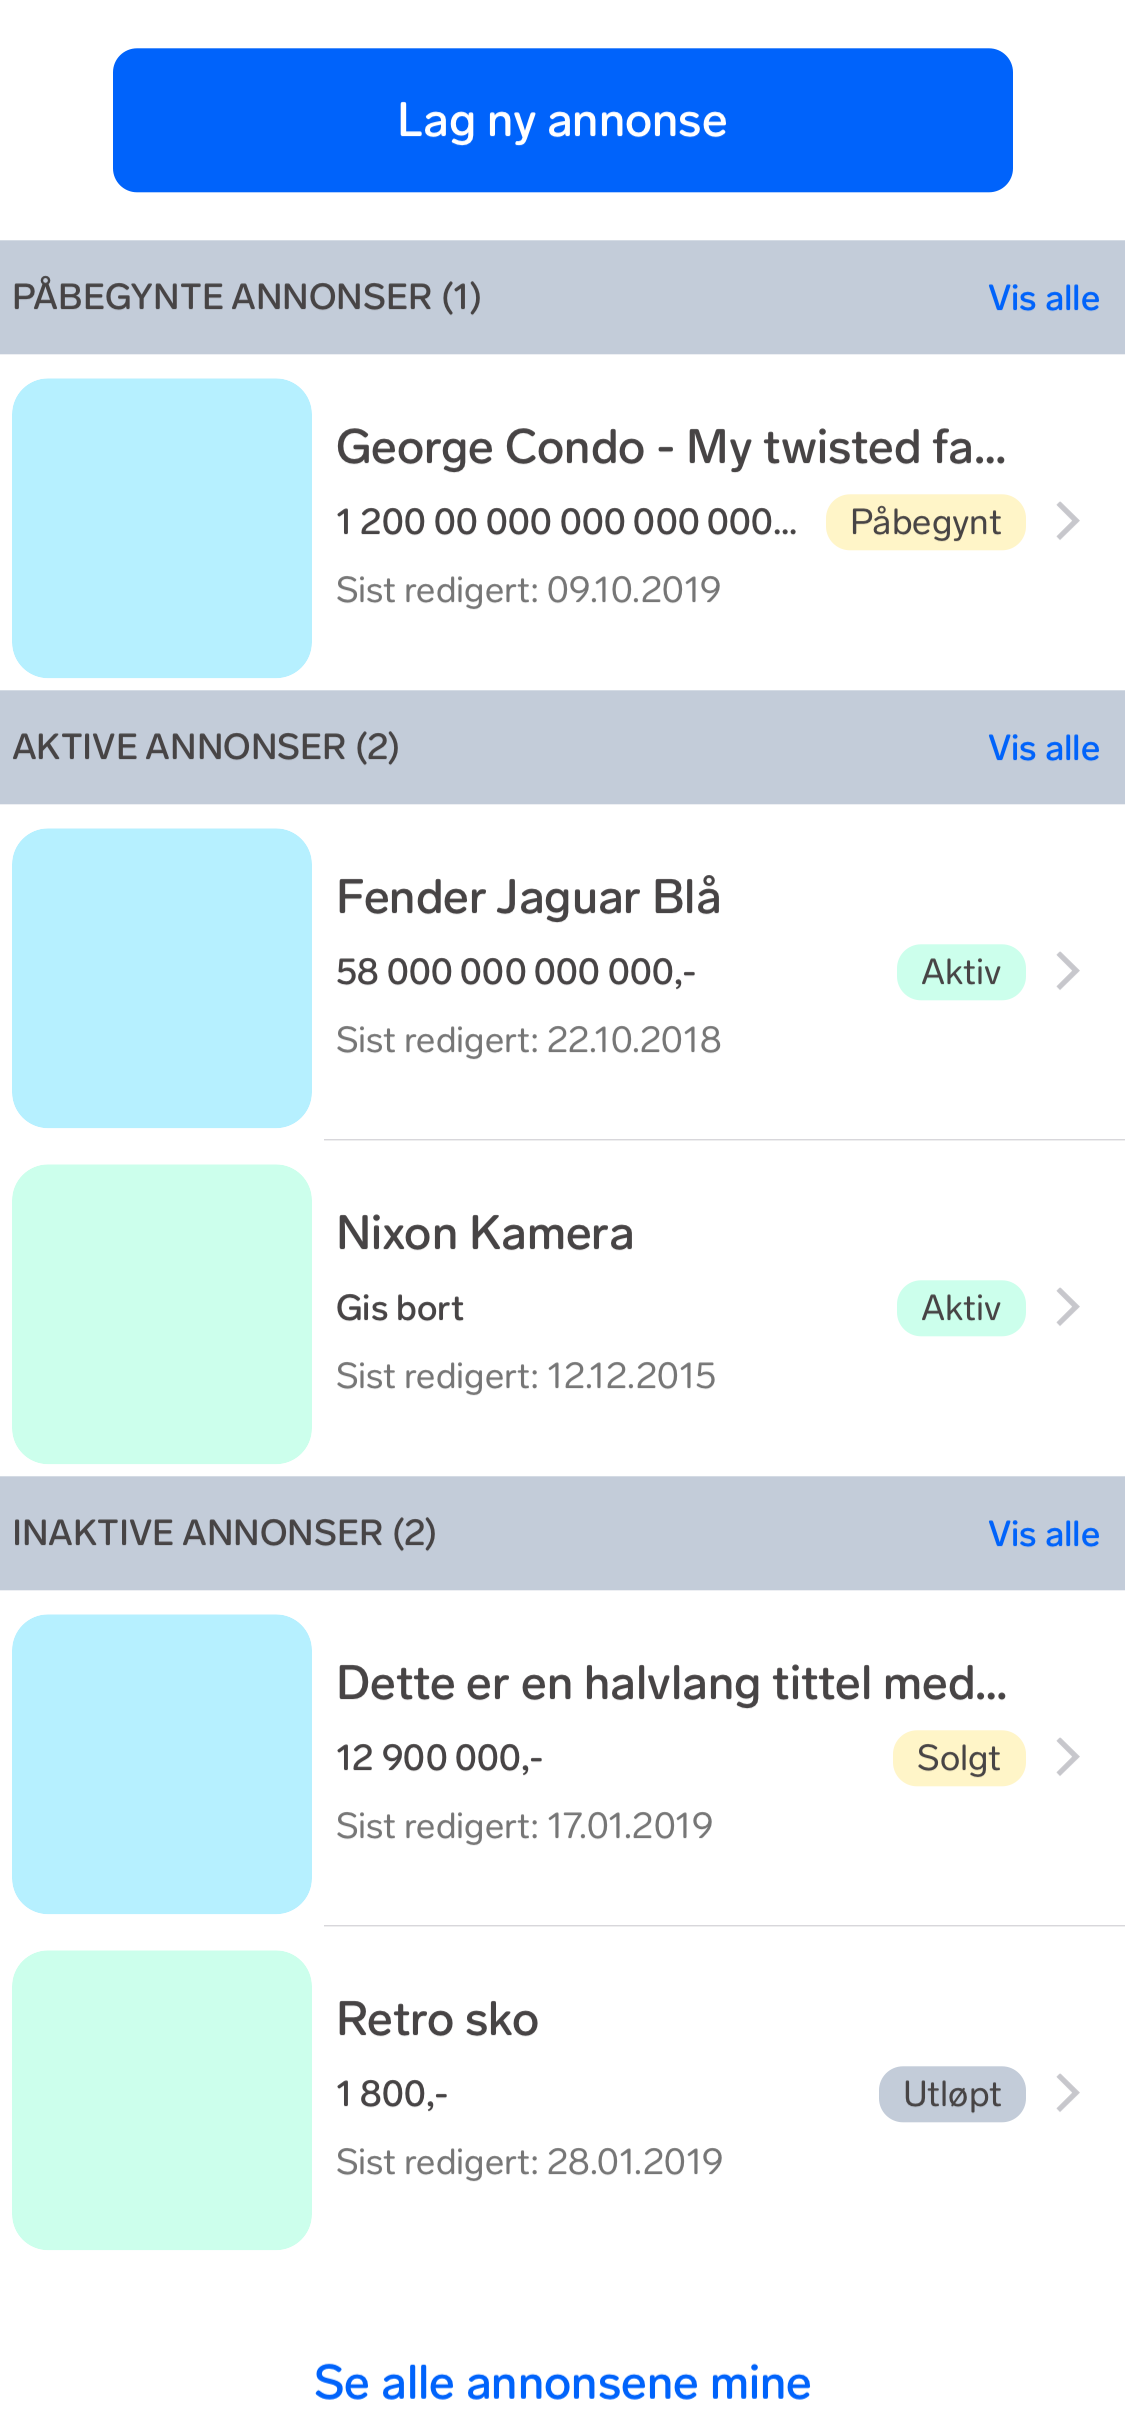 Lag ny annonse
PÅBEGYNTE ANNONSER (1)
Vis alle
George Condo - My twisted fa...
1 200 00 000 000 000 000...
Påbegynt
Sist redigert: 09.10.2019
AKTIVE ANNONSER (2)
Vis alle
Fender Jaguar Blå
58 000 000 000 000,-
Aktiv
Sist redigert: 22.10.2018
Nixon Kamera
Gis bort
Aktiv
Sist redigert: 12.12.2015
INAKTIVE ANNONSER (2)
Vis alle
Dette er en halvlang tittel med...
12 900 000,-
Solgt
Sist redigert: 17.01.2019
Retro sko
1 800,-
Utløpt
Sist redigert: 28.01.2019
Se alle annonsene mine